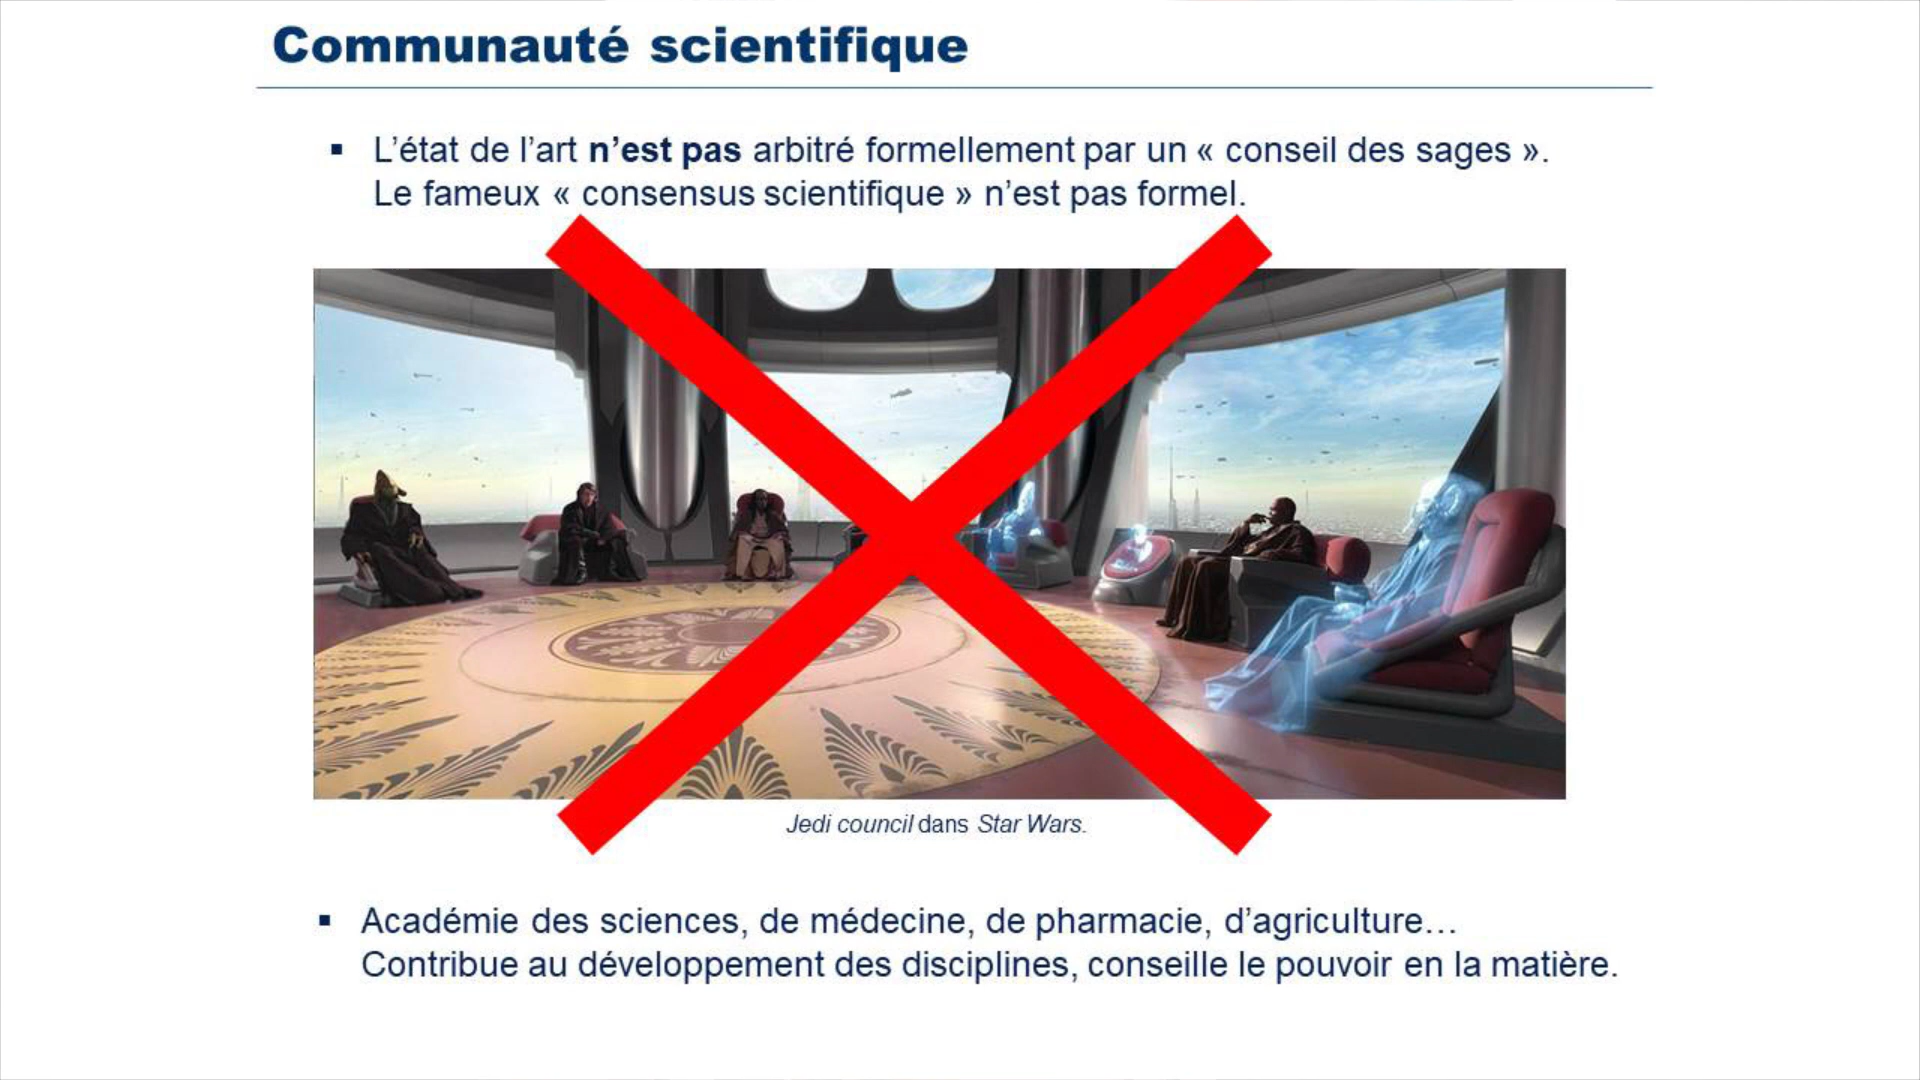 Communauté scientifique
▪ L’état de l’art n’est pas arbitré formellement par un « conseil des sages ».
Le fameux « consensus scientifique » n’est pas formel.
Jedi council dans Star Wars.
▪ Académie des sciences, de médecine, de pharmacie, d’agriculture…
Contribue au développement des disciplines, conseille le pouvoir en la matière.